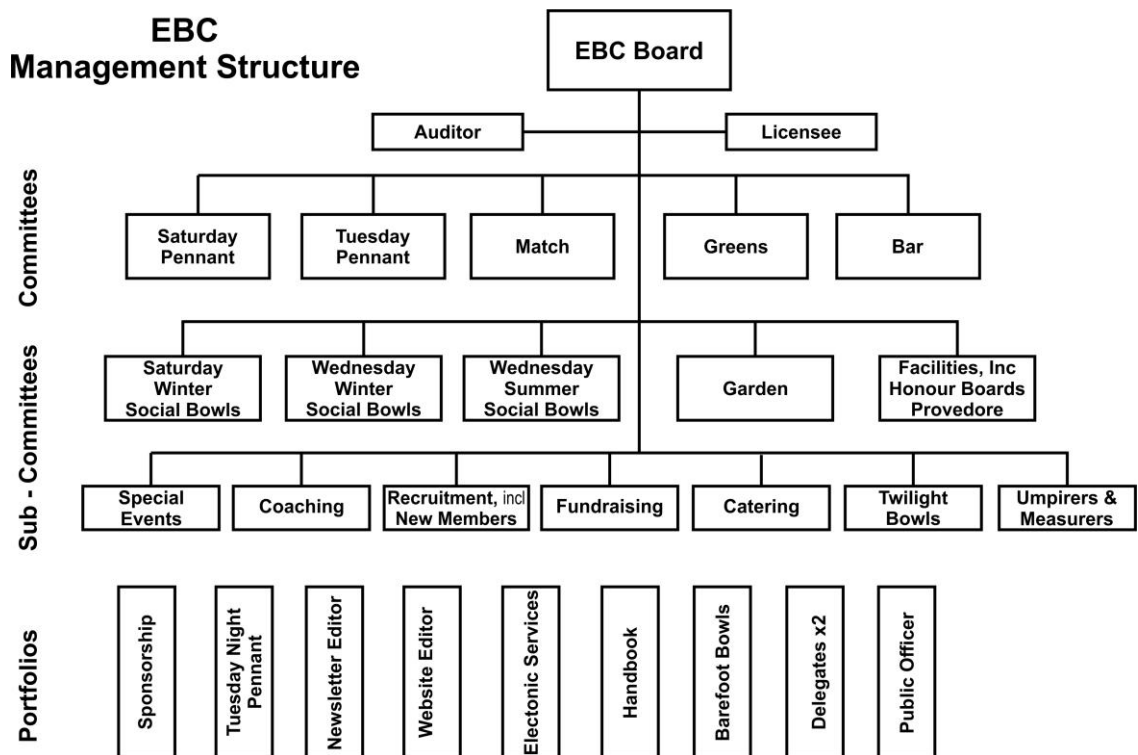 EBC
Management Structure
EBC Board
Auditor
Licensee
Committees
Saturday
Pennant
Tuesday
Pennant
Match
Greens
Bar
Sub - Committees
Saturday
Winter
Social Bowls
Wednesday
Winter
Social Bowls
Wednesday
Summer
Social Bowls
Garden
Facilities, Inc
Honour Boards
Provedore
Special
Events
Coaching
Recruitment, incl
New Members
Fundraising
Catering
Twilight
Bowls
Umpirers &
Measurers
Portfolios
Sponsorship
Tuesday Night
Pennant
Newsletter Editor
Website Editor
Electonic Services
Handbook
Barefoot Bowls
Delegates x2
Public Officer